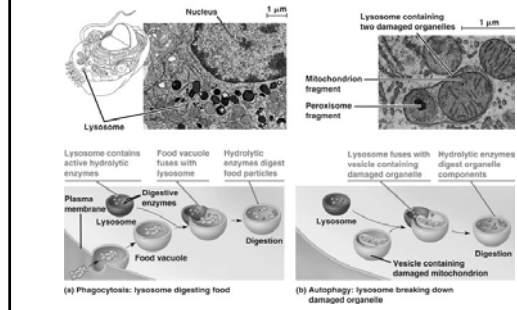 Nucleus
1 µm
Lysosome
Lysosome containing
two damaged organelles
1 µm
Mitochondrion
fragment
Peroxisome
fragment
Lysosome contains
active hydrolytic
enzymes
Food vacuole
fuses with
lysosome
Hydrolytic
enzymes digest
food particles
Plasma
membrane
Digestive
enzymes
Lysosome
Digestion
Food vacuole
(a) Phagocytosis: lysosome digesting food
Lysosome fuses with
vesicle containing
damaged organelle
Hydrolytic enzymes
digest organelle
components
Lysosome
Digestion
Vesicle containing
damaged mitochondrion
(b) Autophagy: lysosome breaking down
damaged organelle